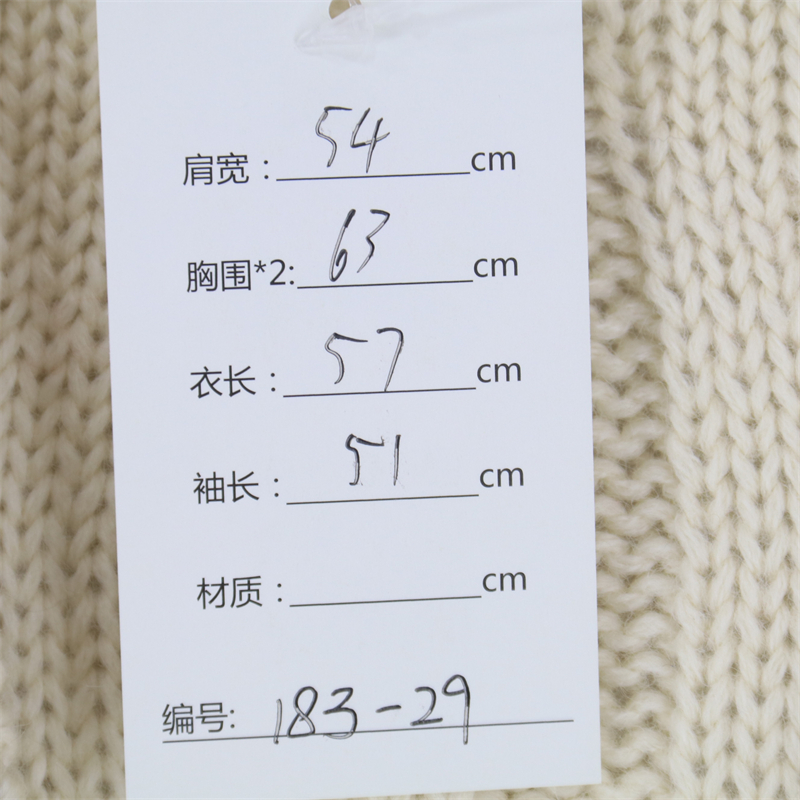 肩宽：54cm
胸围*2:63cm
衣长：57cm
袖长：51cm
材质：cm
编号:183-29